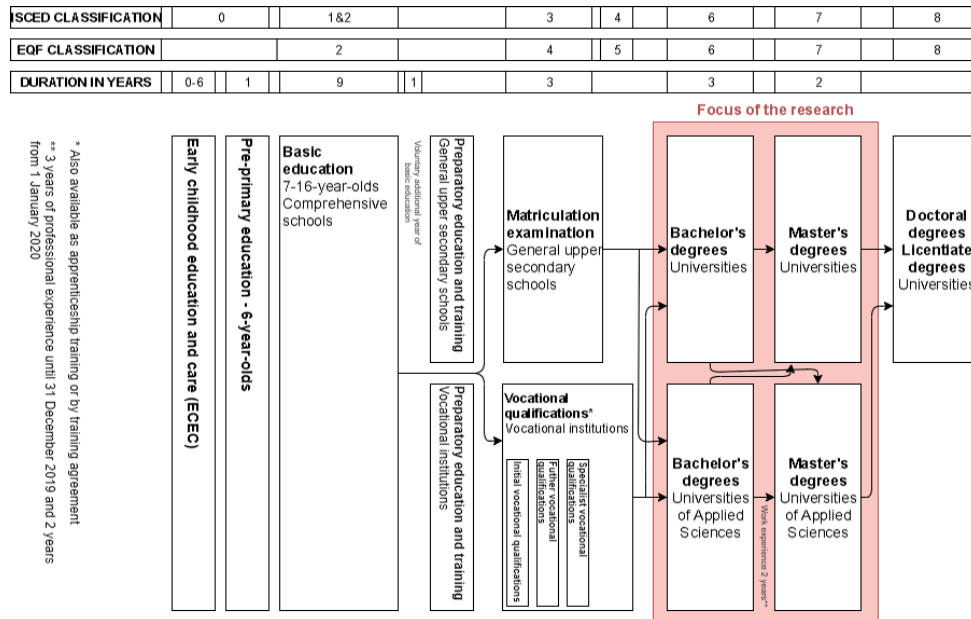 ISCED CLASSIFICATION 0 1&2 3 4 6 7 8
EQF CLASSIFICATION 2 4 5 6 7 8
DURATION IN YEARS 0-6 1 9 1 3 3 2
Focus of the research
* Also available as apprenticeship training or by training agreement
** 3 years of professional experience until 31 December 2019 and 2 years
from 1 January 2020
Early childhood education and care (ECEC)
Pre-primary education - 6-year-olds
Basic
education
7-16-year-olds
Comprehensive
schools
Voluntary additional year of
basic education
Preparatory education and training
General upper secondary schools
Preparatory education and training
Vocational institutions
Matriculation
examination
General upper
secondary
schools
Vocational
qualifications*
Vocational institutions
Initial vocational qualifications
Futher vocational
qualifications
Specialist vocational
qualifications
Bachelor's
degrees
Universities
Master's
degrees
Universities
Bachelor's
degrees
Universities
of Applied
Sciences
Work experience 2 years**
Master's
degrees
Universities
of Applied
Sciences
Doctoral
degrees
Licentiate
degrees
Universities